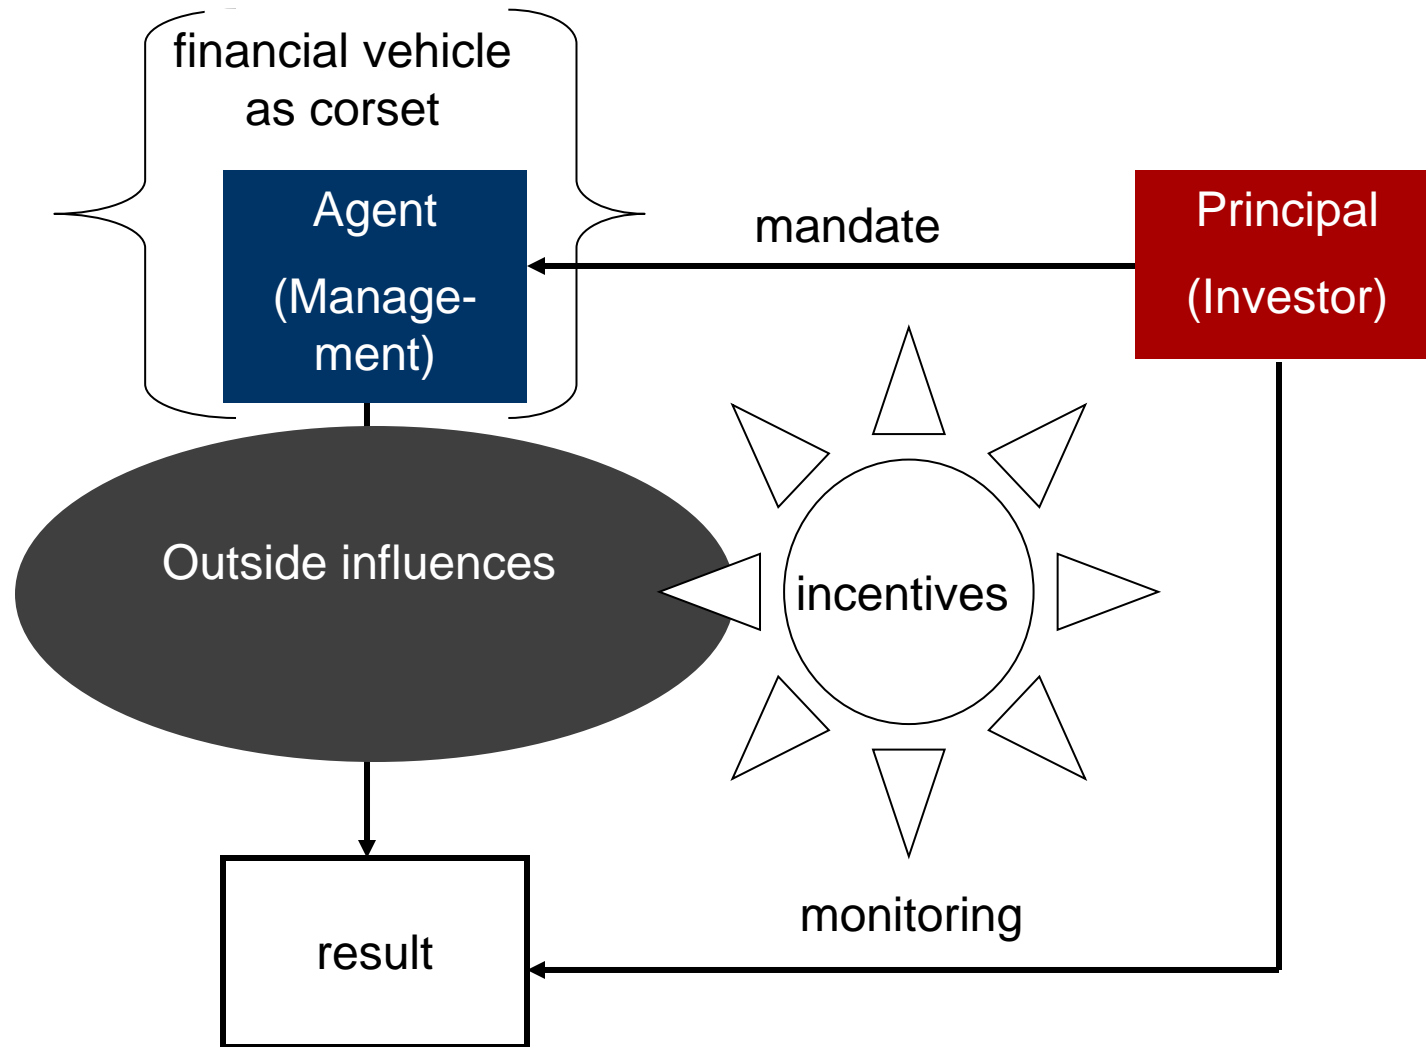 financial vehicle
as corset
Agent
(Manage-
ment)
mandate
Principal
(Investor)
Outside influences
incentives
monitoring
result